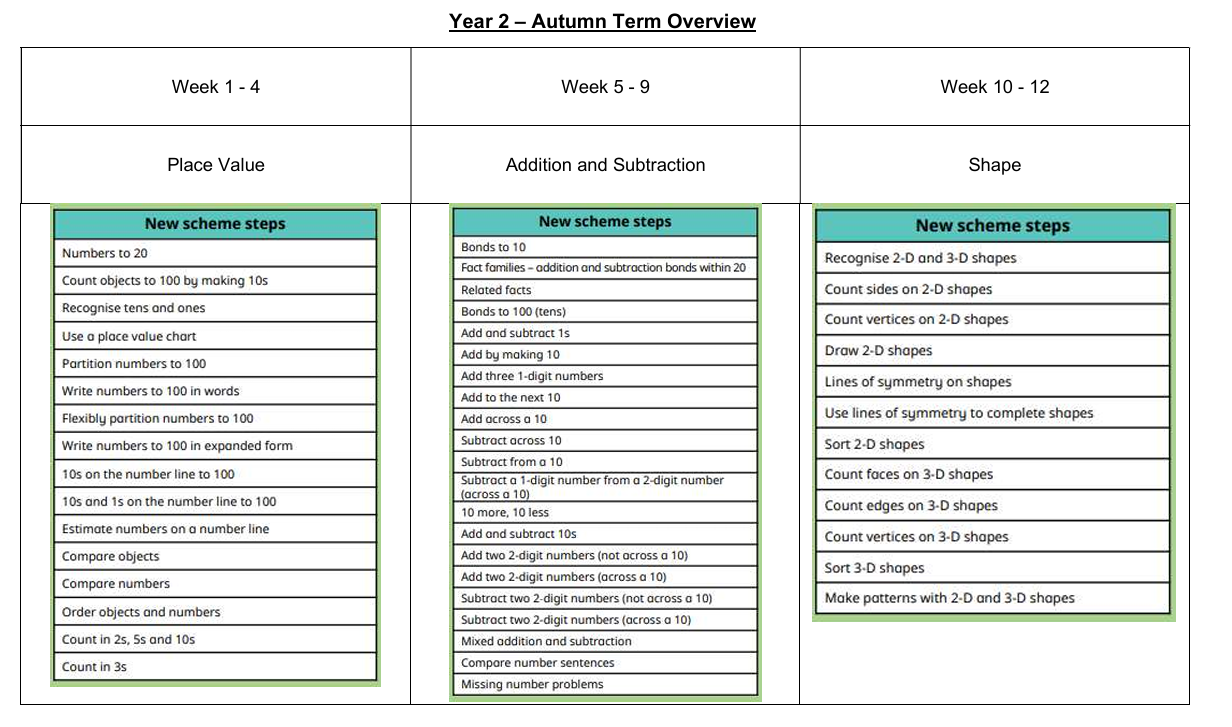 Year 2 – Autumn Term Overview
Week 1 - 4
Week 5 - 9
Week 10 - 12
Place Value
Addition and Subtraction
Shape
New scheme steps
Numbers to 20
Count objects to 100 by making 10s
Recognise tens and ones
Use a place value chart
Partition numbers to 100
Write numbers to 100 in words
Flexibly partition numbers to 100
Write numbers to 100 in expanded form
10s on the number line to 100
10s and 1s on the number line to 100
Estimate numbers on a number line
Compare objects
Compare numbers
Order objects and numbers
Count in 2s, 5s and 10s
Count in 3s
New scheme steps
Bonds to 10
Fact families – addition and subtraction bonds within 20
Related facts
Bonds to 100 (tens)
Add and subtract 1s
Add by making 10
Add three 1-digit numbers
Add to the next 10
Add across a 10
Subtract across 10
Subtract from a 10
Subtract a 1-digit number from a 2-digit number
(across a 10)
10 more, 10 less
Add and subtract 10s
Add two 2-digit numbers (not across a 10)
Add two 2-digit numbers (across a 10)
Subtract two 2-digit numbers (not across a 10)
Subtract two 2-digit numbers (across a 10)
Mixed addition and subtraction
Compare number sentences
Missing number problems
New scheme steps
Recognise 2-D and 3-D shapes
Count sides on 2-D shapes
Count vertices on 2-D shapes
Draw 2-D shapes
Lines of symmetry on shapes
Use lines of symmetry to complete shapes
Sort 2-D shapes
Count faces on 3-D shapes
Count edges on 3-D shapes
Count vertices on 3-D shapes
Sort 3-D shapes
Make patterns with 2-D and 3-D shapes